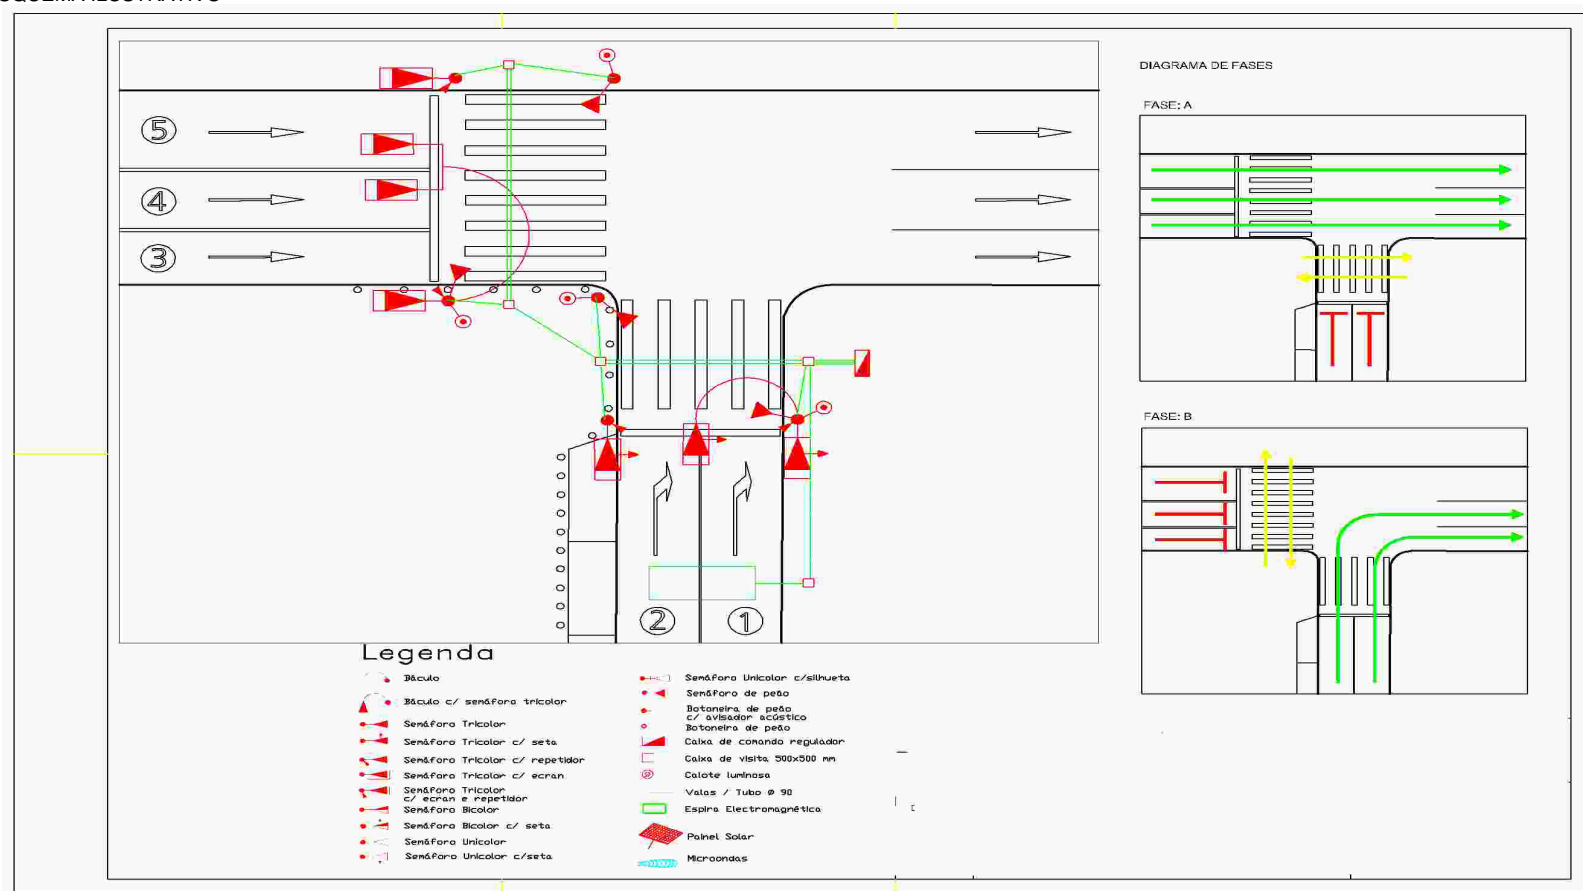 DIAGRAMA DE FASES
FASE: A
5
4
3
FASE: B
2
1
Legenda
Báculo
Báculo c/ semáforo tricolor
Semáforo Tricolor
Semáforo Tricolor c/ seta
Semáforo Tricolor c/ repetidor
Semáforo Tricolor c/ ecran
Semáforo Tricolor
c/ ecran e repetidor
Semáforo Bicolor
Semáforo Bicolor c/ seta
Semáforo Unicolor
Semáforo Unicolor c/seta
Semáforo Unicolor c/silhueta
Semáforo de peão
Botoneira de peão
c/ avisador acústico
Botoneira de peão
Caixa de comando regulador
Caixa de visita 500x500 mm
Calote luminosa
Valas / Tubo Ø 90
Espira Electromagnética
Painel Solar
Microondas